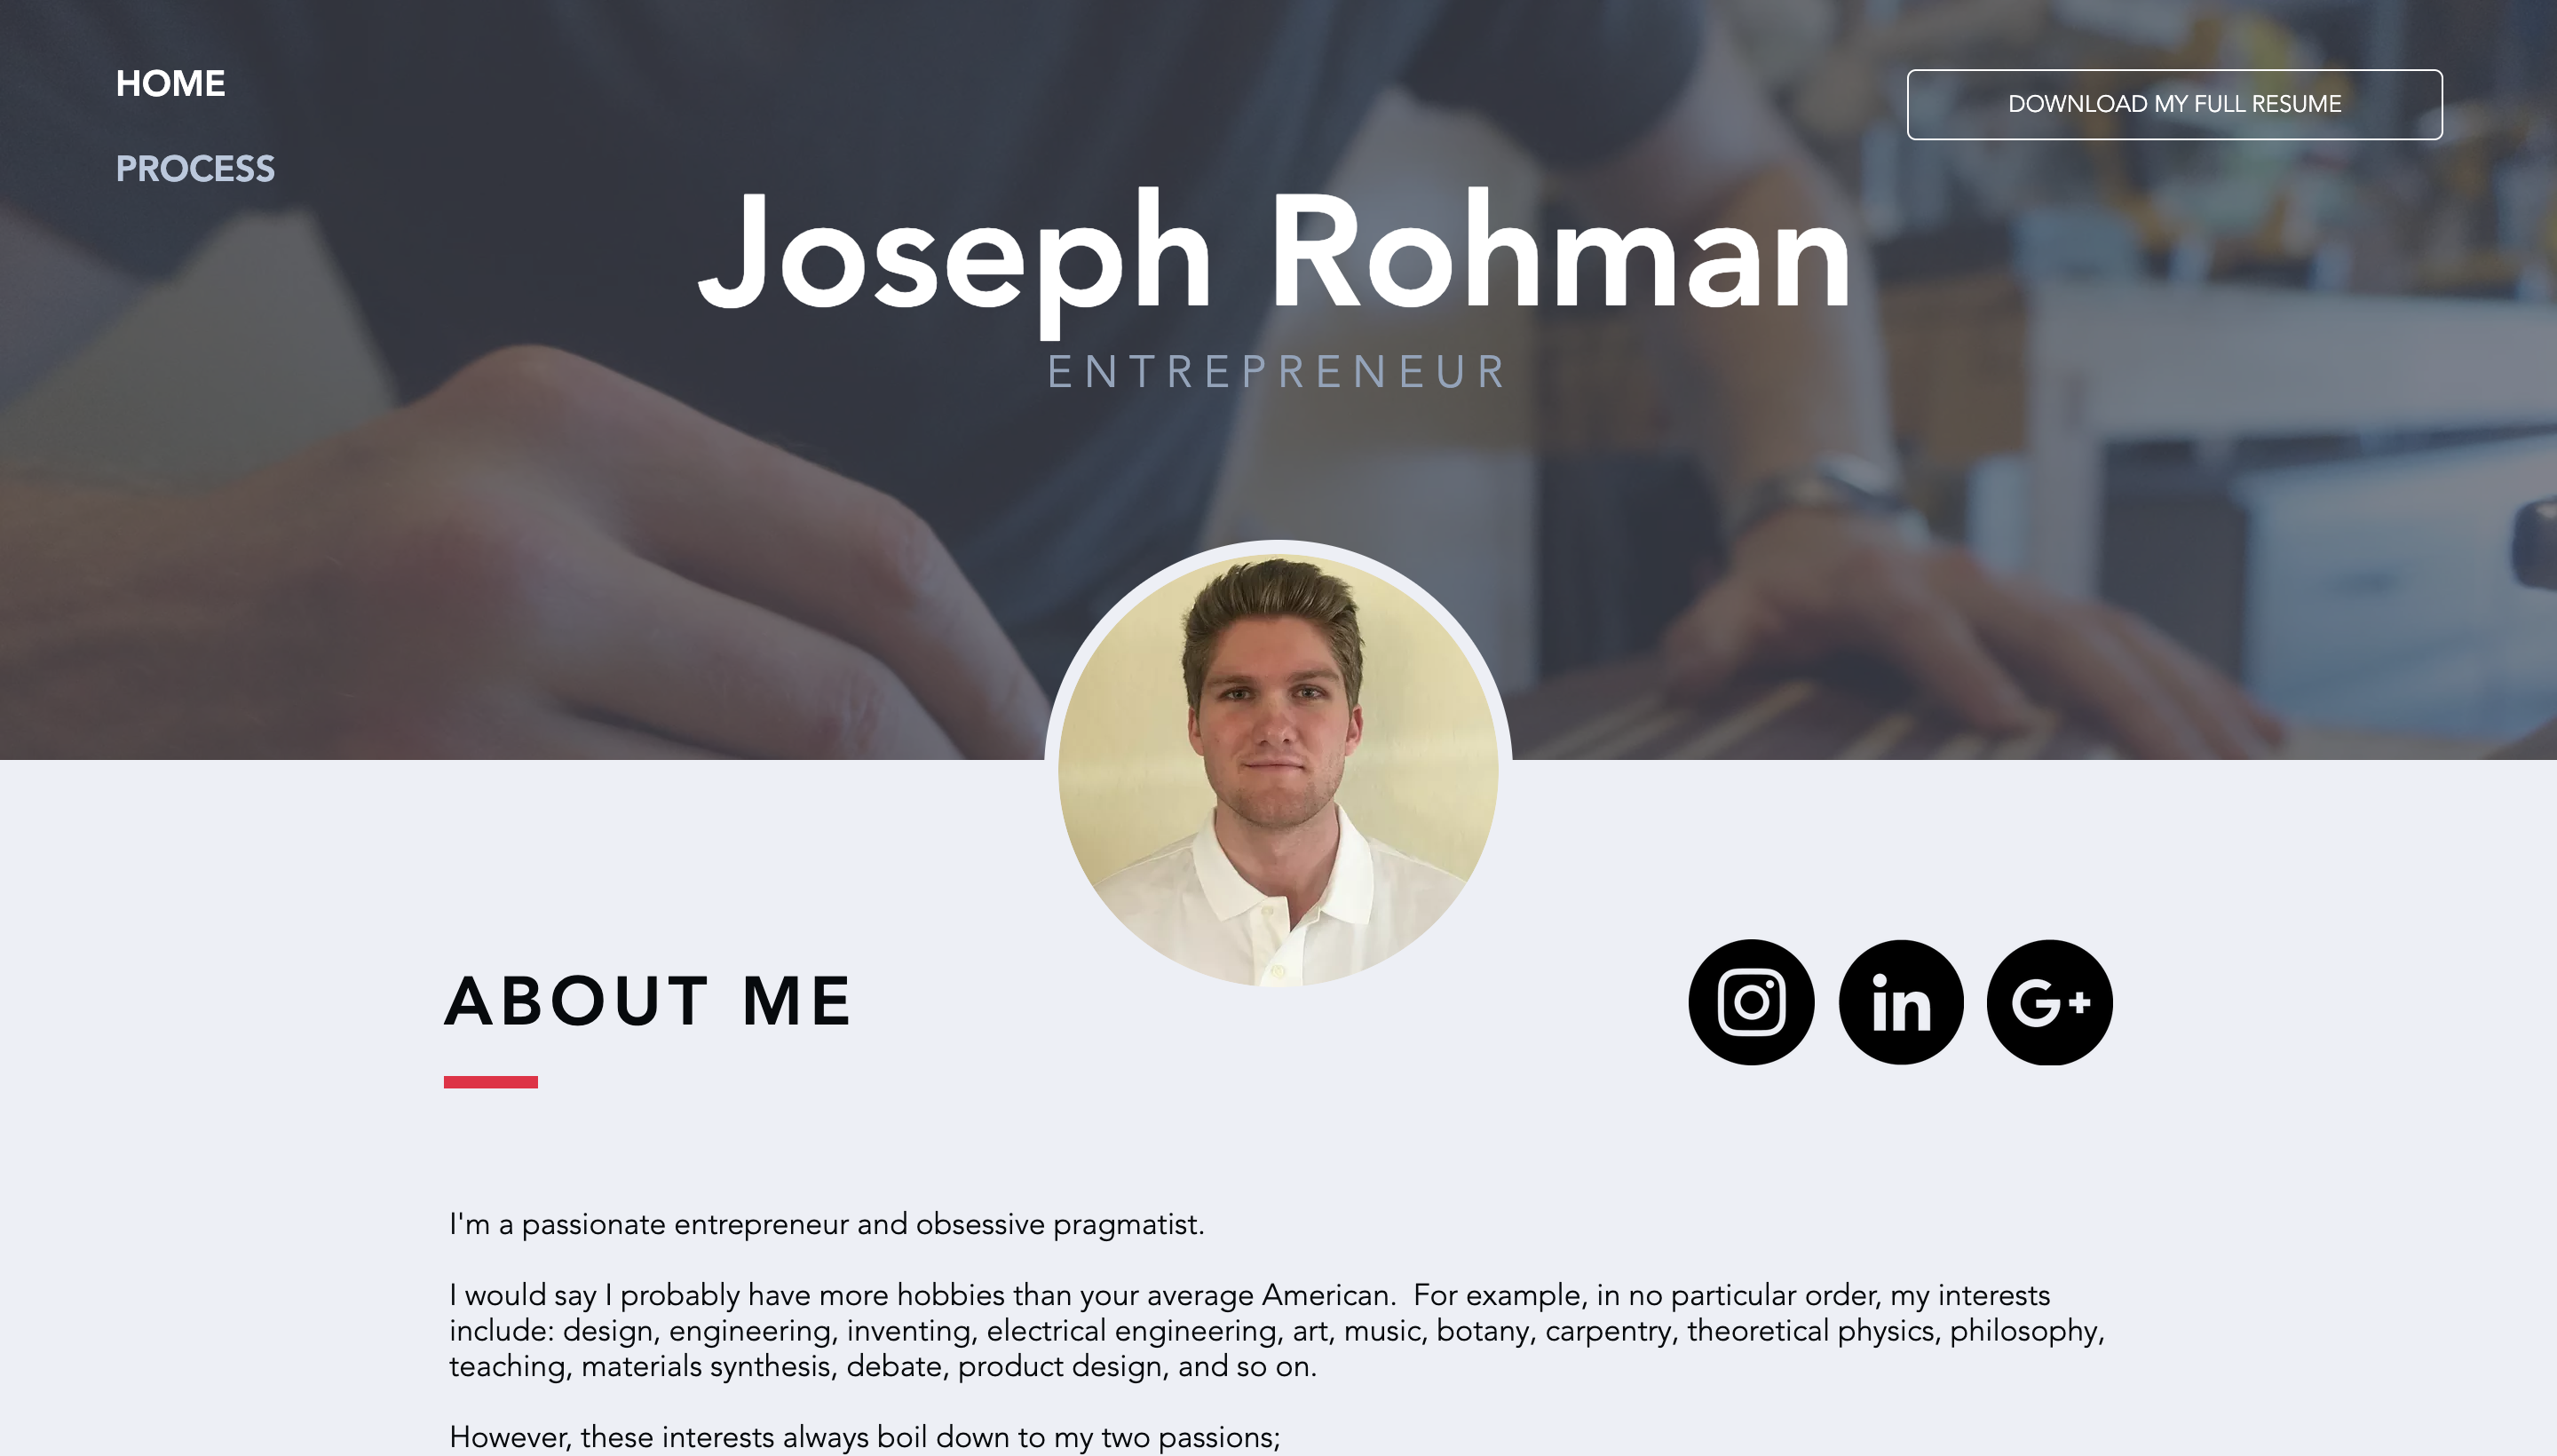 HOME
DOWNLOAD MY FULL RESUME
PROCESS
Joseph Rohman
ENTREPRENEUR
ABOUT ME
in
G+
I'm a passionate entrepreneur and obsessive pragmatist.
I would say I probably have more hobbies than your average American.  For example, in no particular order, my interests
include: design, engineering, inventing, electrical engineering, art, music, botany, carpentry, theoretical physics, philosophy,
teaching, materials synthesis, debate, product design, and so on.
However, these interests always boil down to my two passions;